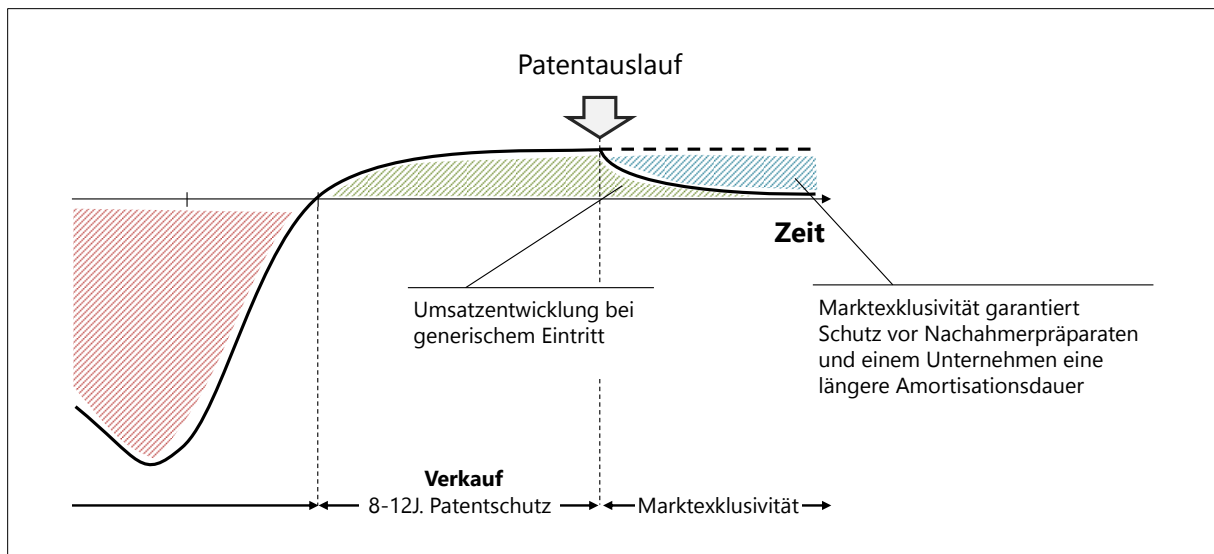 Patentauslauf
Zeit
Umsatzentwicklung bei
generischem Eintritt
Marktexklusivität garantiert
Schutz vor Nachahmerpräparaten
und einem Unternehmen eine
längere Amortisationsdauer
Verkauf
8-12J. Patentschutz
Marktexklusivität